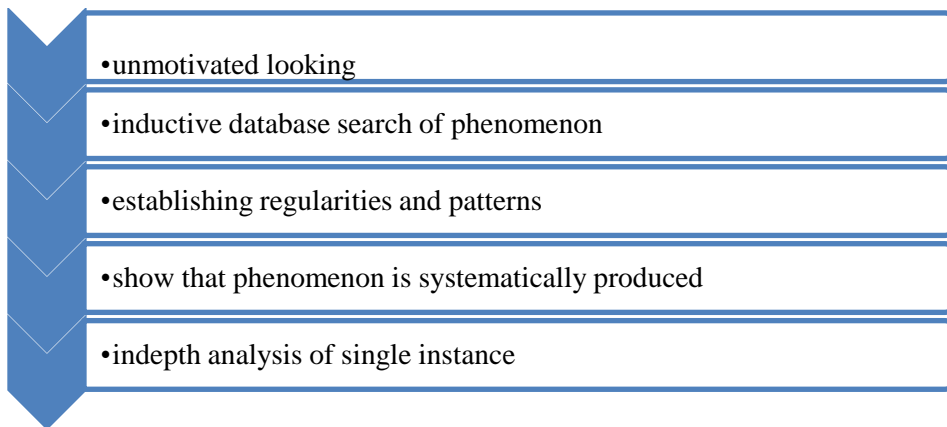 •unmotivated looking
•inductive database search of phenomenon
•establishing regularities and patterns
•show that phenomenon is systematically produced
•indepth analysis of single instance